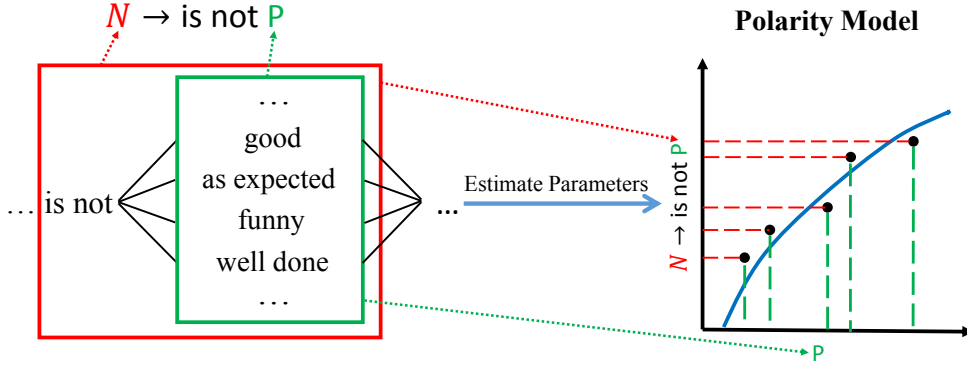 N → is not P
Polarity Model
…
good
as expected
… is not
funny
well done
…
...
Estimate Parameters
N → is not P
P